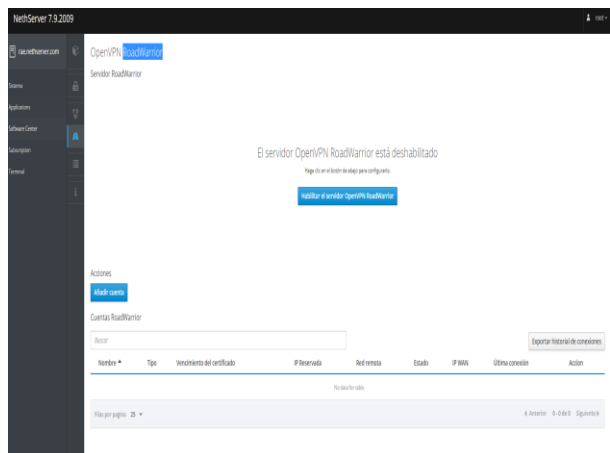 NethServer 7.9.2009
root
rae.nethserver.com
Sistema
Applications
Software Center
Subscription
Terminal
OpenVPN RoadWarrior
Servidor RoadWarrior
El servidor OpenVPN RoadWarrior está deshabilitado
Haga clic en el botón de abajo para configurarlo.
Habilitar el servidor OpenVPN RoadWarrior
Acciones
Añadir cuenta
Cuentas RoadWarrior
Buscar
Exportar historial de conexiones
Nombre Tipo Vencimiento del certificado IP Reservada Red remota Estado IP WAN Última conexión Accion
No data for table
Filas por pagina: 25 Anterior 0 - 0 de 0 Siguiente